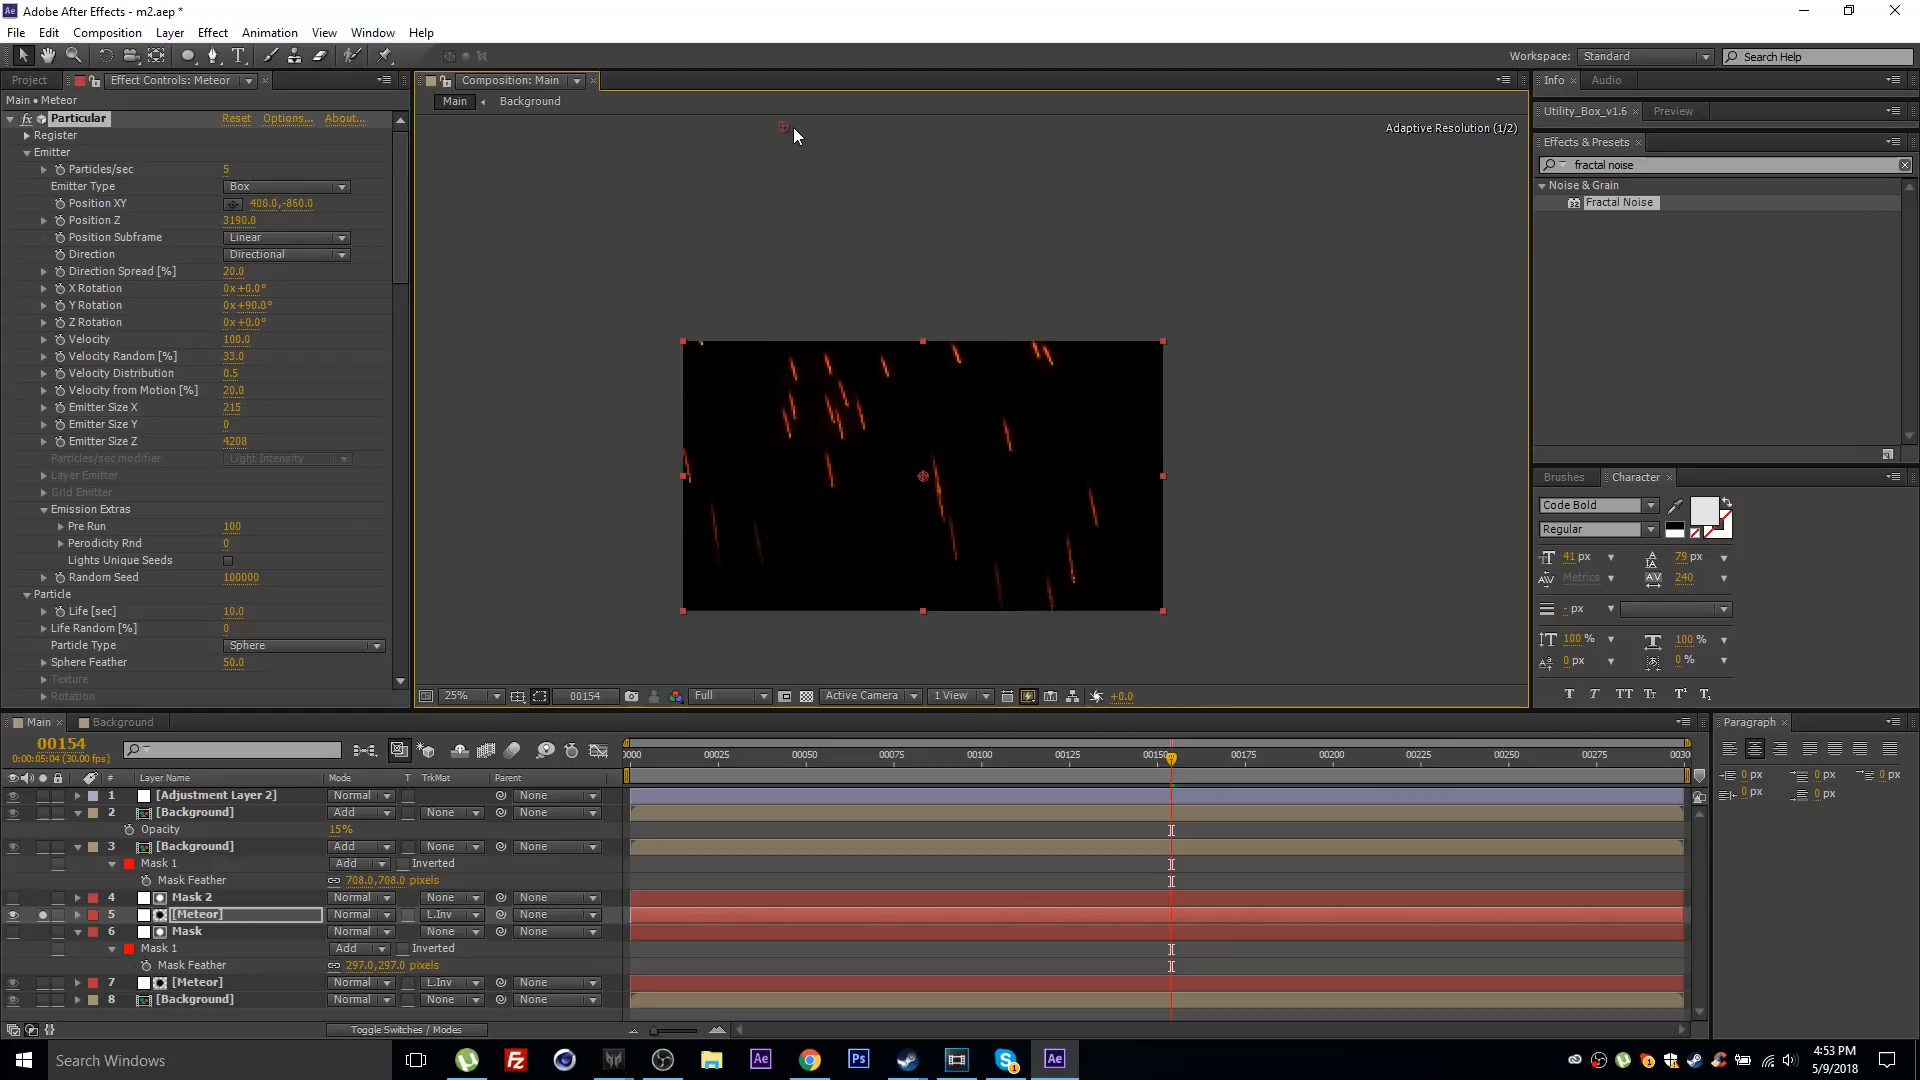 Adobe After Effects - m2.aep *
File Edit Composition Layer Effect Animation View Window Help
Workspace: Standard Search Help
Project Effect Controls: Meteor Composition: Main Info Audio
Main • Meteor
Main Background
Utility_Box_v1.6 Preview
Particular Reset Options... About...
Adaptive Resolution (1/2)
Register
Emitter
Particles/sec 5
Emitter Type Box
Position XY 400.0,-860.0
Position Z 3190.0
Position Subframe Linear
Direction Directional
Direction Spread [%] 20.0
X Rotation 0x+0.0°
Y Rotation 0x+90.0°
Z Rotation 0x+0.0°
Velocity 100.0
Velocity Random [%] 33.0
Velocity Distribution 0.5
Velocity from Motion [%] 20.0
Emitter Size X 215
Emitter Size Y 0
Emitter Size Z 4208
Particles/sec modifier Light Intensity
Layer Emitter
Grid Emitter
Emission Extras
Pre Run 100
Perodicity Rnd 0
Lights Unique Seeds
Random Seed 100000
Particle
Life [sec] 10.0
Life Random [%] 0
Particle Type Sphere
Sphere Feather 50.0
Texture
Rotation
Effects & Presets
fractal noise
Noise & Grain
32 Fractal Noise
Brushes Character
Code Bold
Regular
41 px 79 px
Metrics 240
- px
100 % 100 %
0 px 0 %
T T TT Tт T¹ T₁
25% 00154 Full Active Camera 1 View +0.0
Main Background
Paragraph
00154
0:00:05:04 (30.00 fps)
0000 00025 00050 00075 00100 00125 00150 00175 00200 00225 00250 00275 0030
# Layer Name Mode T TrkMat Parent
1 [Adjustment Layer 2] Normal None
2 [Background] Add None None
Opacity 15%
3 [Background] Add None None
Mask 1 Add Inverted
Mask Feather 708.0,708.0 pixels
4 Mask 2 Normal None None
5 [Meteor] Normal L.Inv None
6 Mask Normal None None
Mask 1 Add Inverted
Mask Feather 297.0,297.0 pixels
7 [Meteor] Normal L.Inv None
8 [Background] Normal None None
Toggle Switches / Modes
0 px 0 px 0 px
0 px 0 px
Search Windows
Ae Ps Ae
4:53 PM
5/9/2018